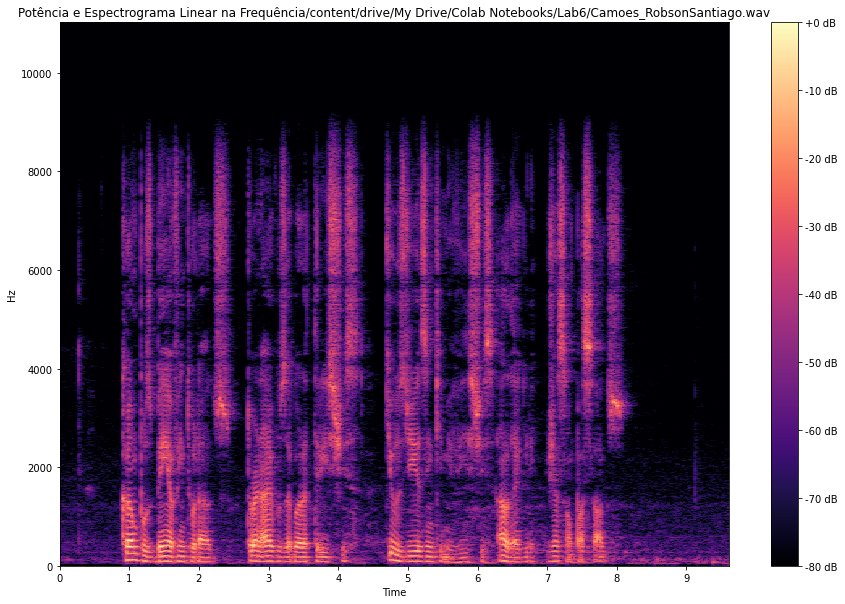 Potência e Espectrograma Linear na Frequência/content/drive/My Drive/Colab Notebooks/Lab6/Camoes_RobsonSantiago.wav
10000
8000
6000
4000
2000
0
Hz
0 1 2 3 4 5 6 7 8 9
Time
+0 dB
-10 dB
-20 dB
-30 dB
-40 dB
-50 dB
-60 dB
-70 dB
-80 dB